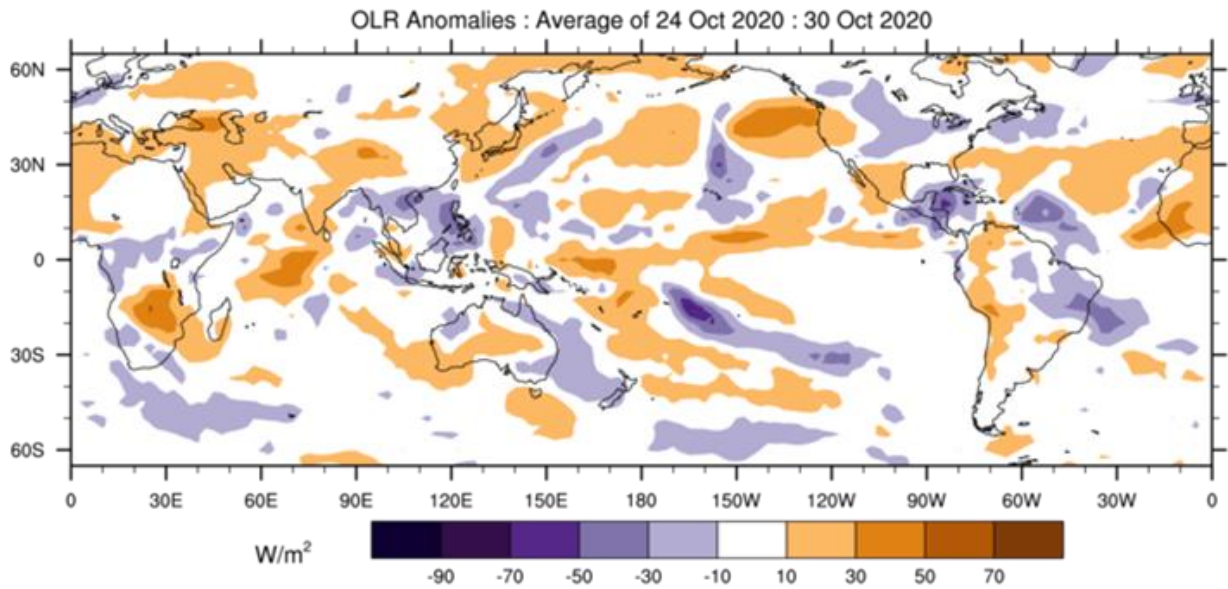 OLR Anomalies : Average of 24 Oct 2020 : 30 Oct 2020
60N
30N
0
30S
60S
0 30E 60E 90E 120E 150E 180 150W 120W 90W 60W 30W 0
W/m²
-90 -70 -50 -30 -10 10 30 50 70